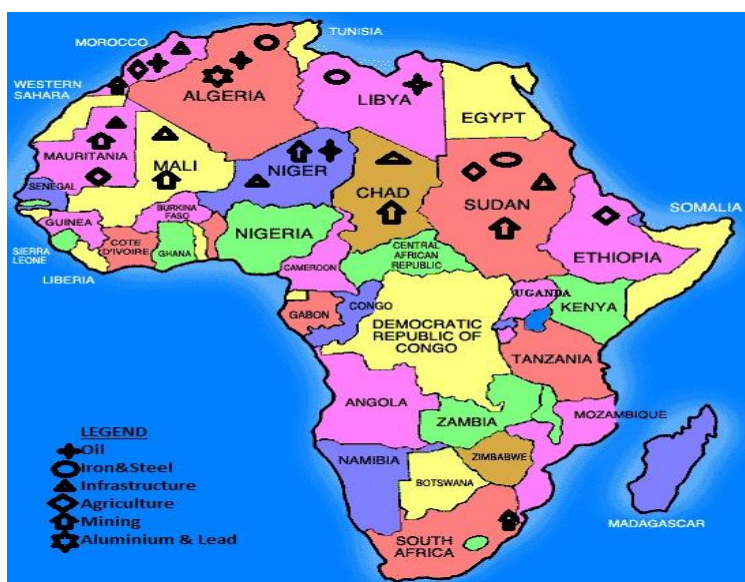 TUNISIA
MOROCCO
WESTERN
SAHARA
ALGERIA
LIBYA
EGYPT
MAURITANIA
MALI
NIGER
CHAD
SUDAN
SENEGAL
BURKINA
FASO
GUINEA
NIGERIA
SOMALIA
SIERRA
LEONE
COTE
D'IVOIRE
GHANA
LIBERIA
CENTRAL
AFRICAN
REPUBLIC
ETHIOPIA
CAMEROON
UGANDA
KENYA
GABON
CONGO
DEMOCRATIC
REPUBLIC OF
CONGO
TANZANIA
ANGOLA
ZAMBIA
MOZAMBIQUE
NAMIBIA
ZIMBABWE
BOTSWANA
MADAGASCAR
SOUTH
AFRICA
LEGEND
Oil
Iron&Steel
Infrastructure
Agriculture
Mining
Aluminium & Lead